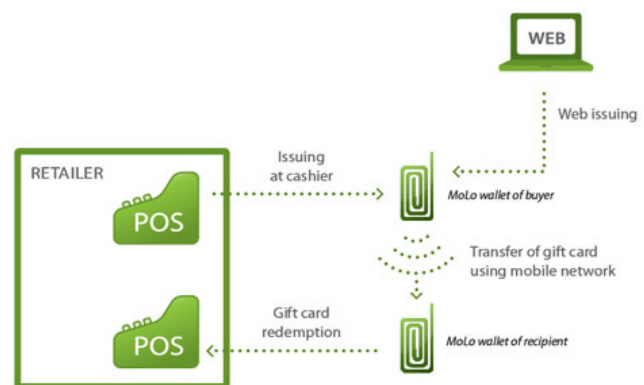 WEB
Web issuing
RETAILER
Issuing
at cashier
POS
MoLo wallet of buyer
Transfer of gift card
using mobile network
Gift card
redemption
POS
MoLo wallet of recipient